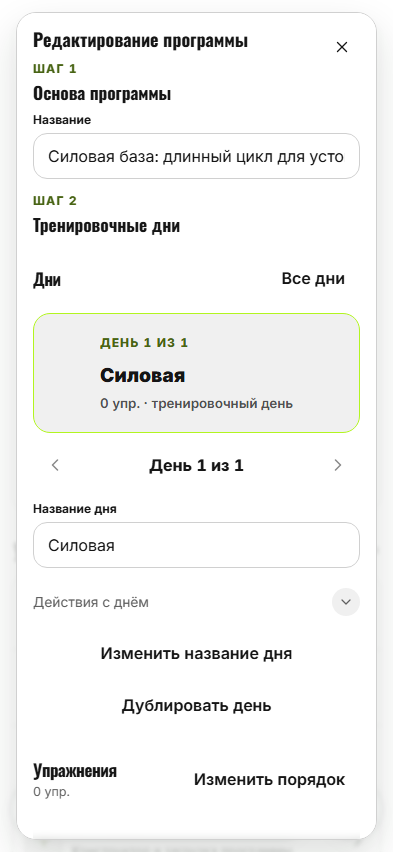 Редактирование программы
ШАГ 1
Основа программы
Название
Силовая база: длинный цикл для усто
ШАГ 2
Тренировочные дни
Дни
Все дни
ДЕНЬ 1 ИЗ 1
Силовая
0 упр. · тренировочный день
День 1 из 1
Название дня
Силовая
Действия с днём
Изменить название дня
Дублировать день
Упражнения
Изменить порядок
0 упр.